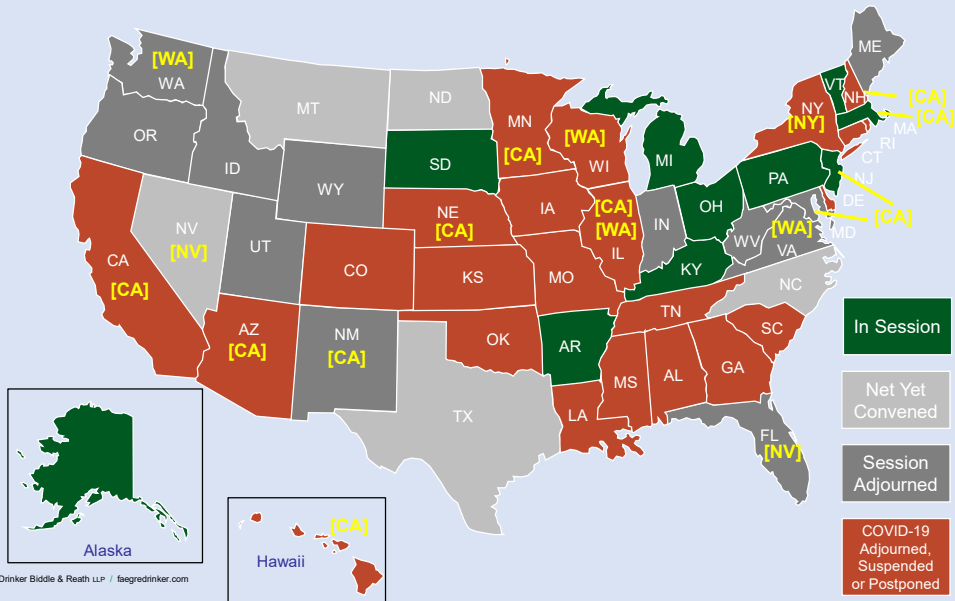 [WA]
WA
OR
ID
MT
ND
WY
NV
[NV]
UT
CA
[CA]
AZ
[CA]
NM
[CA]
CO
SD
NE
[CA]
KS
OK
TX
MN
[CA]
IA
MO
AR
LA
[WA]
WI
[CA]
[WA]
IL
MI
IN
OH
KY
TN
MS
AL
GA
SC
NC
FL
[NV]
WV
[WA]
VA
PA
NY
[NY]
VT
NH
ME
[CA]
[CA]
MA
RI
CT
NJ
DE
[CA]
MD
In Session
Net Yet
Convened
Session
Adjourned
COVID-19
Adjourned,
Suspended
or Postponed
Alaska
[CA]
Hawaii
Drinker Biddle & Reath LLP / faegredrinker.com